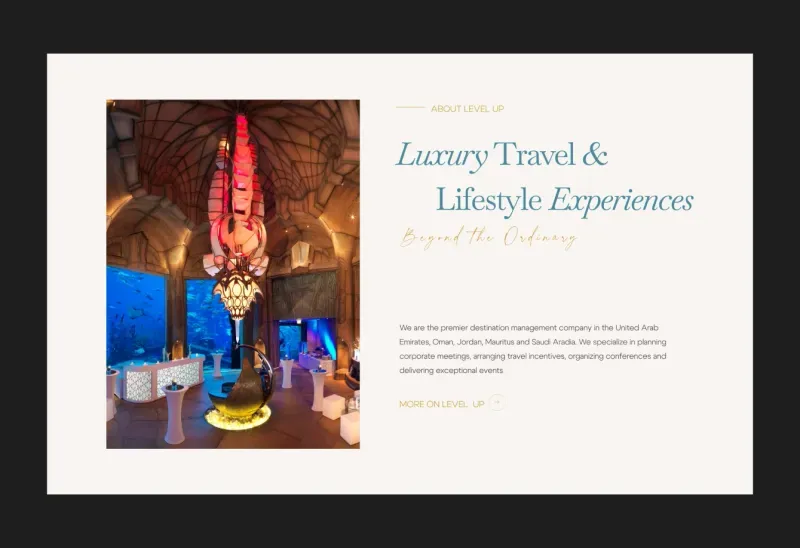 ABOUT LEVEL UP
Luxury Travel &
Lifestyle Experiences
Beyond the Ordinary
We are the premier destination management company in the United Arab
Emirates, Oman, Jordan, Mauritus and Saudi Aradia. We specialize in planning
corporate meetings, arranging travel incentives, organizing conferences and
delivering exceptional events
MORE ON LEVEL UP